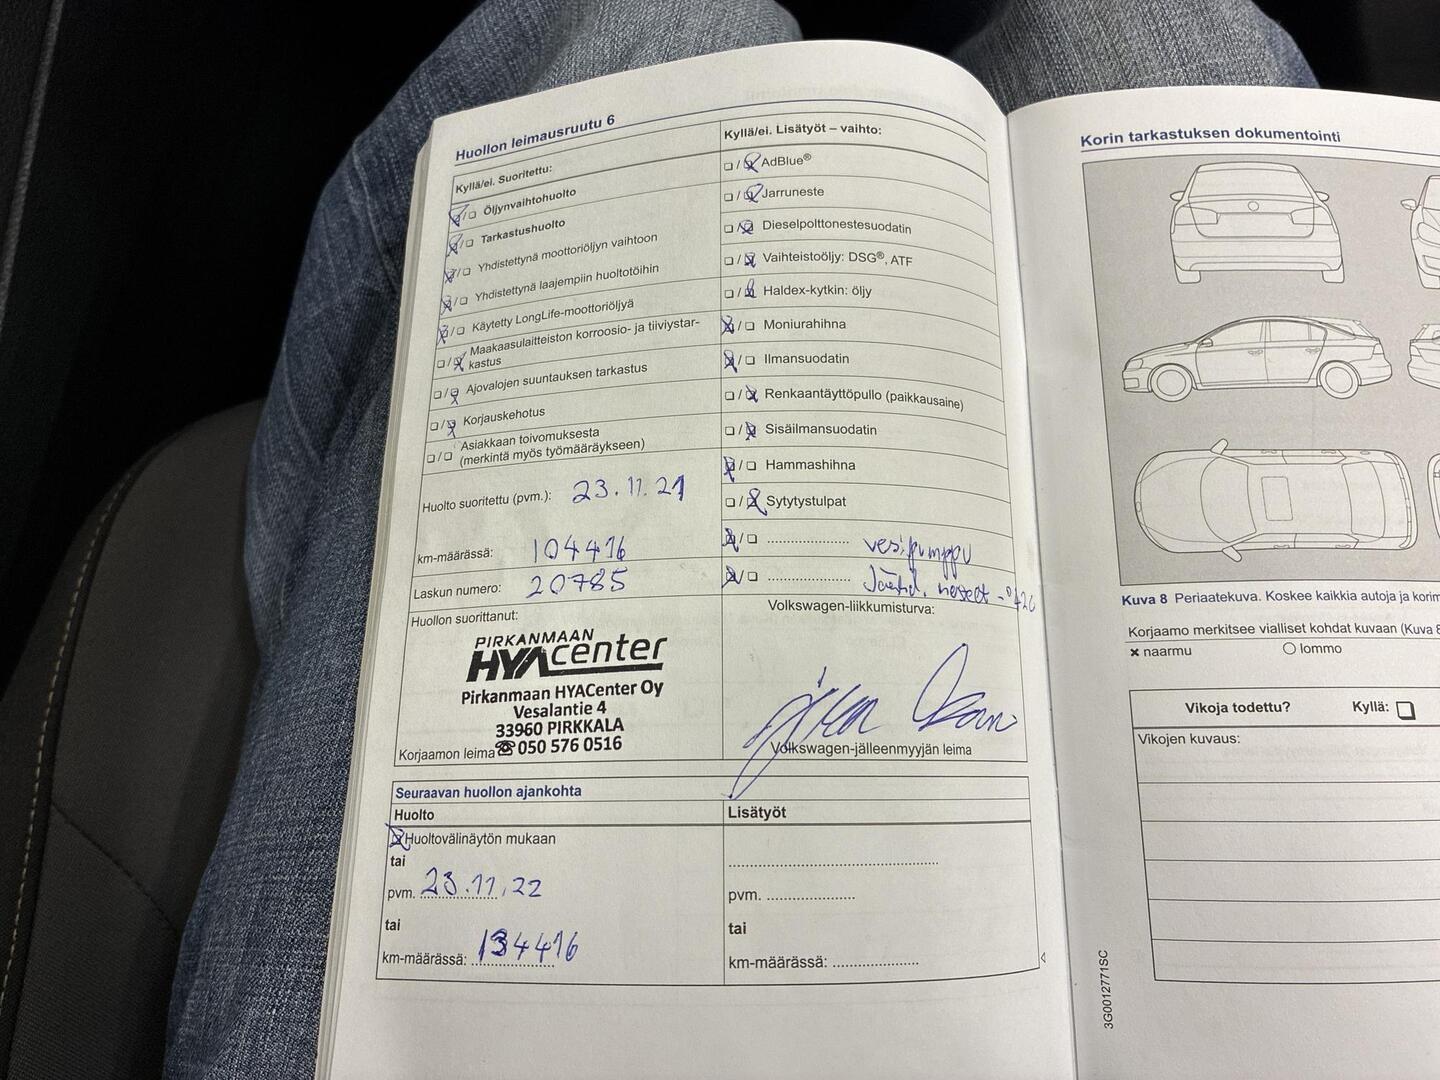 Huollon leimausruutu 6
Kyllä/ei. Suoritettu:
☒/☐ Öljynvaihtohuolto
☒/☐ Tarkastushuolto
☒/☐ Yhdistettynä moottoriöljyn vaihtoon
☒/☐ Yhdistettynä laajempiin huoltotöihin
☒/☐ Käytetty LongLife-moottoriöljyä
☐/☒ Maakaasulaitteiston korroosio- ja tiiviystar-
kastus
☐/☒ Ajovalojen suuntauksen tarkastus
☐/☒ Korjauskehotus
☐/☐ Asiakkaan toivomuksesta
(merkintä myös työmääräykseen)
Huolto suoritettu (pvm.): 23.11.21
km-määrässä: 104416
Laskun numero: 20785
Huollon suorittanut:
PIRKANMAAN
HYAcenter
Pirkanmaan HYACenter Oy
Vesalantie 4
33960 PIRKKALA
☎ 050 576 0516
Korjaamon leima
Kyllä/ei. Lisätyöt – vaihto:
☐/☒ AdBlue®
☐/☒ Jarruneste
☐/☒ Dieselpolttonestesuodatin
☐/☒ Vaihteistoöljy: DSG®, ATF
☐/☒ Haldex-kytkin: öljy
☒/☐ Moniurahihna
☒/☐ Ilmansuodatin
☐/☒ Renkaantäyttöpullo (paikkausaine)
☐/☒ Sisäilmansuodatin
☒/☐ Hammashihna
☐/☒ Sytytystulpat
☒/☐ .................... vesipumppu
☒/☐ .................... Jäähd. nesteet
Volkswagen-liikkumisturva:
Volkswagen-jälleenmyyjän leima
Seuraavan huollon ajankohta
Huolto
☒ Huoltovälinäytön mukaan
tai
pvm. 23.11.22
tai
km-määrässä: 134416
Lisätyöt
..................................................
pvm. ........................
tai
km-määrässä: .....................
Korin tarkastuksen dokumentointi
Kuva 8 Periaatekuva. Koskee kaikkia autoja ja
Korjaamo merkitsee vialliset kohdat kuvaan (Kuva 8
× naarmu ○ lommo
Vikoja todettu? Kyllä: ☐
Vikojen kuvaus:
3G0012771SC